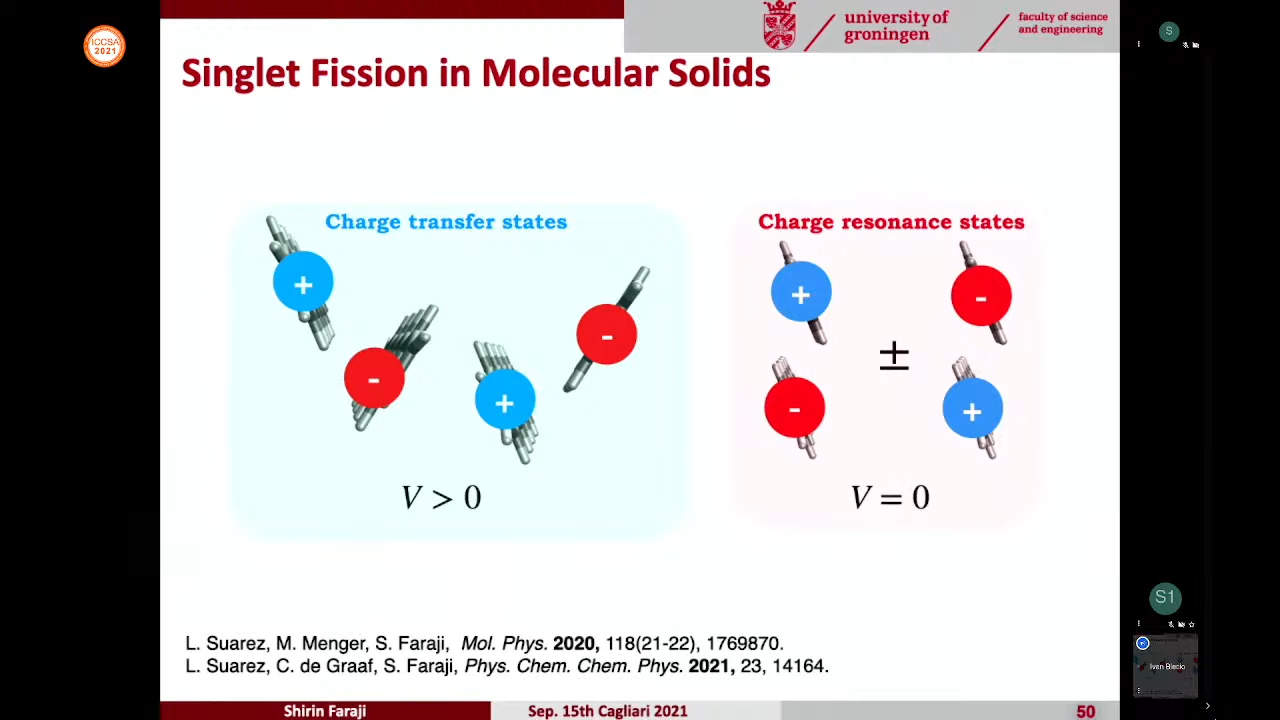 ICCSA
2021
university of
groningen
faculty of science
and engineering
Singlet Fission in Molecular Solids
Charge transfer states
+
-
+
-
V > 0
Charge resonance states
+
-
±
-
+
V = 0
L. Suarez, M. Menger, S. Faraji, Mol. Phys. 2020, 118(21-22), 1769870.
L. Suarez, C. de Graaf, S. Faraji, Phys. Chem. Chem. Phys. 2021, 23, 14164.
Shirin Faraji
Sep. 15th Cagliari 2021
50
S
S1
Ivan Blecic